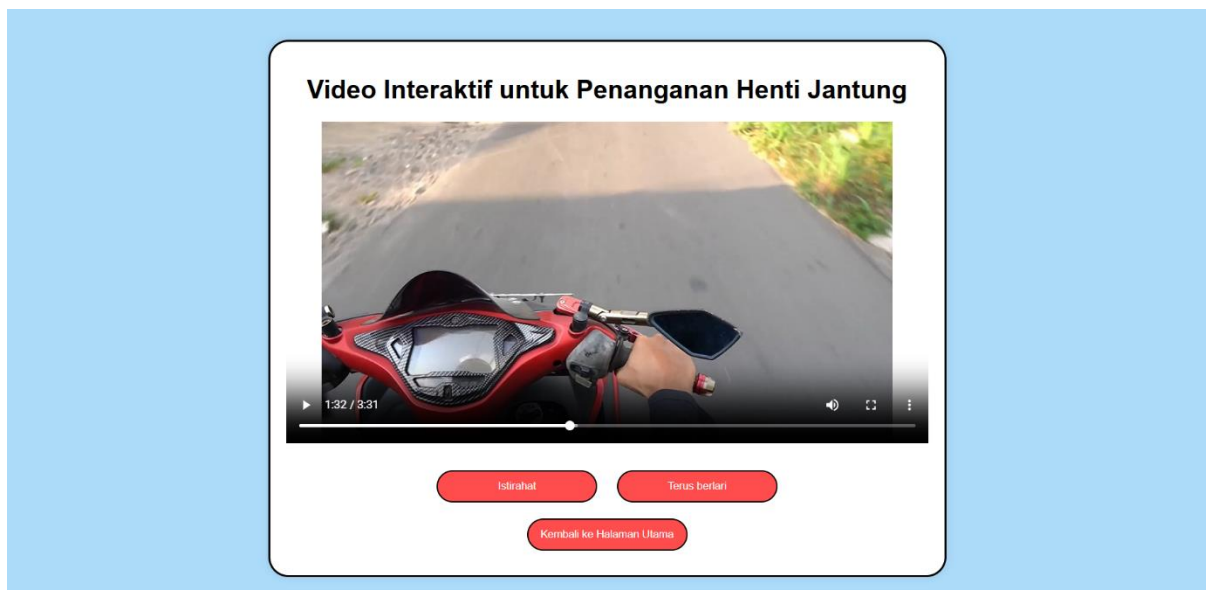 Video Interaktif untuk Penanganan Henti Jantung
1:32 / 3:31
Istirahat
Terus berlari
Kembali ke Halaman Utama